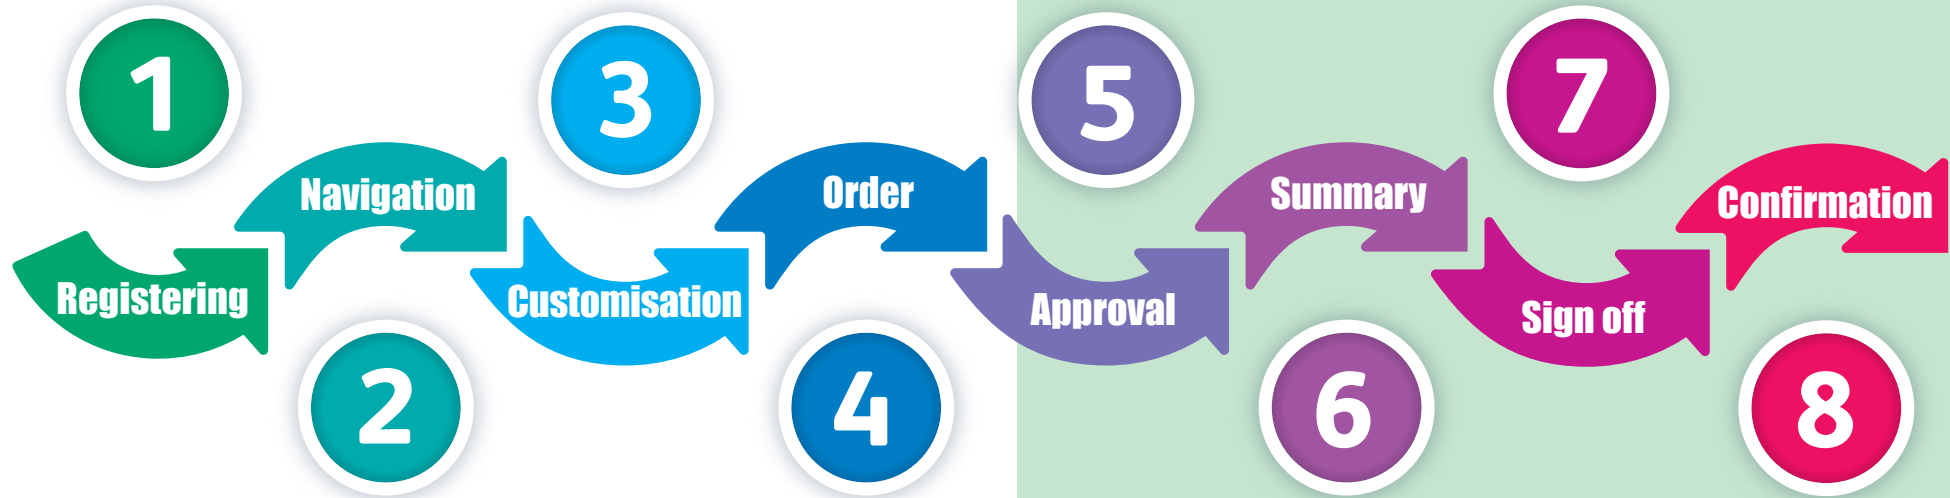 1
Registering
2
Navigation
3
Customisation
4
Order
5
Approval
6
Summary
7
Sign off
8
Confirmation